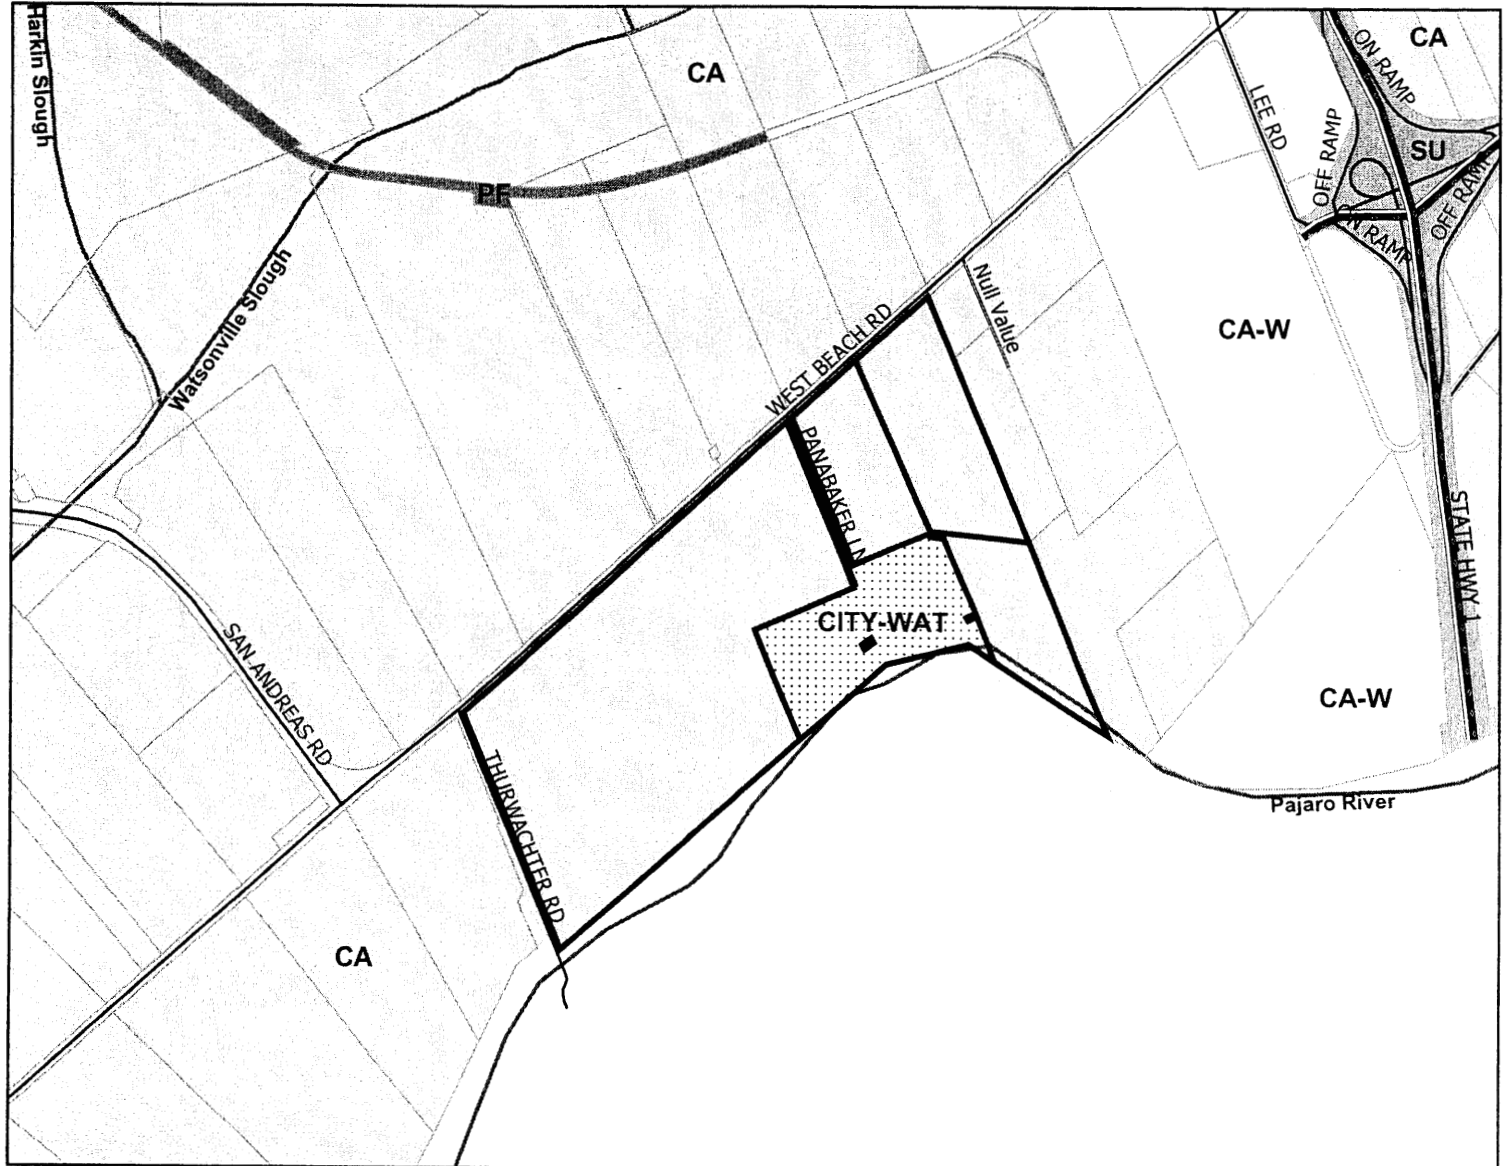 Harkin Slough
CA
CA
ON RAMP
LEE RD
OFF RAMP
SU
OFF RAMP
ON RAMP
PF
Watsonville Slough
Null Value
WEST BEACH RD
CA-W
PANABAKER LN
STATE HWY 1
CITY-WAT
SAN ANDREAS RD
CA-W
THURWACHTER RD
Pajaro River
CA